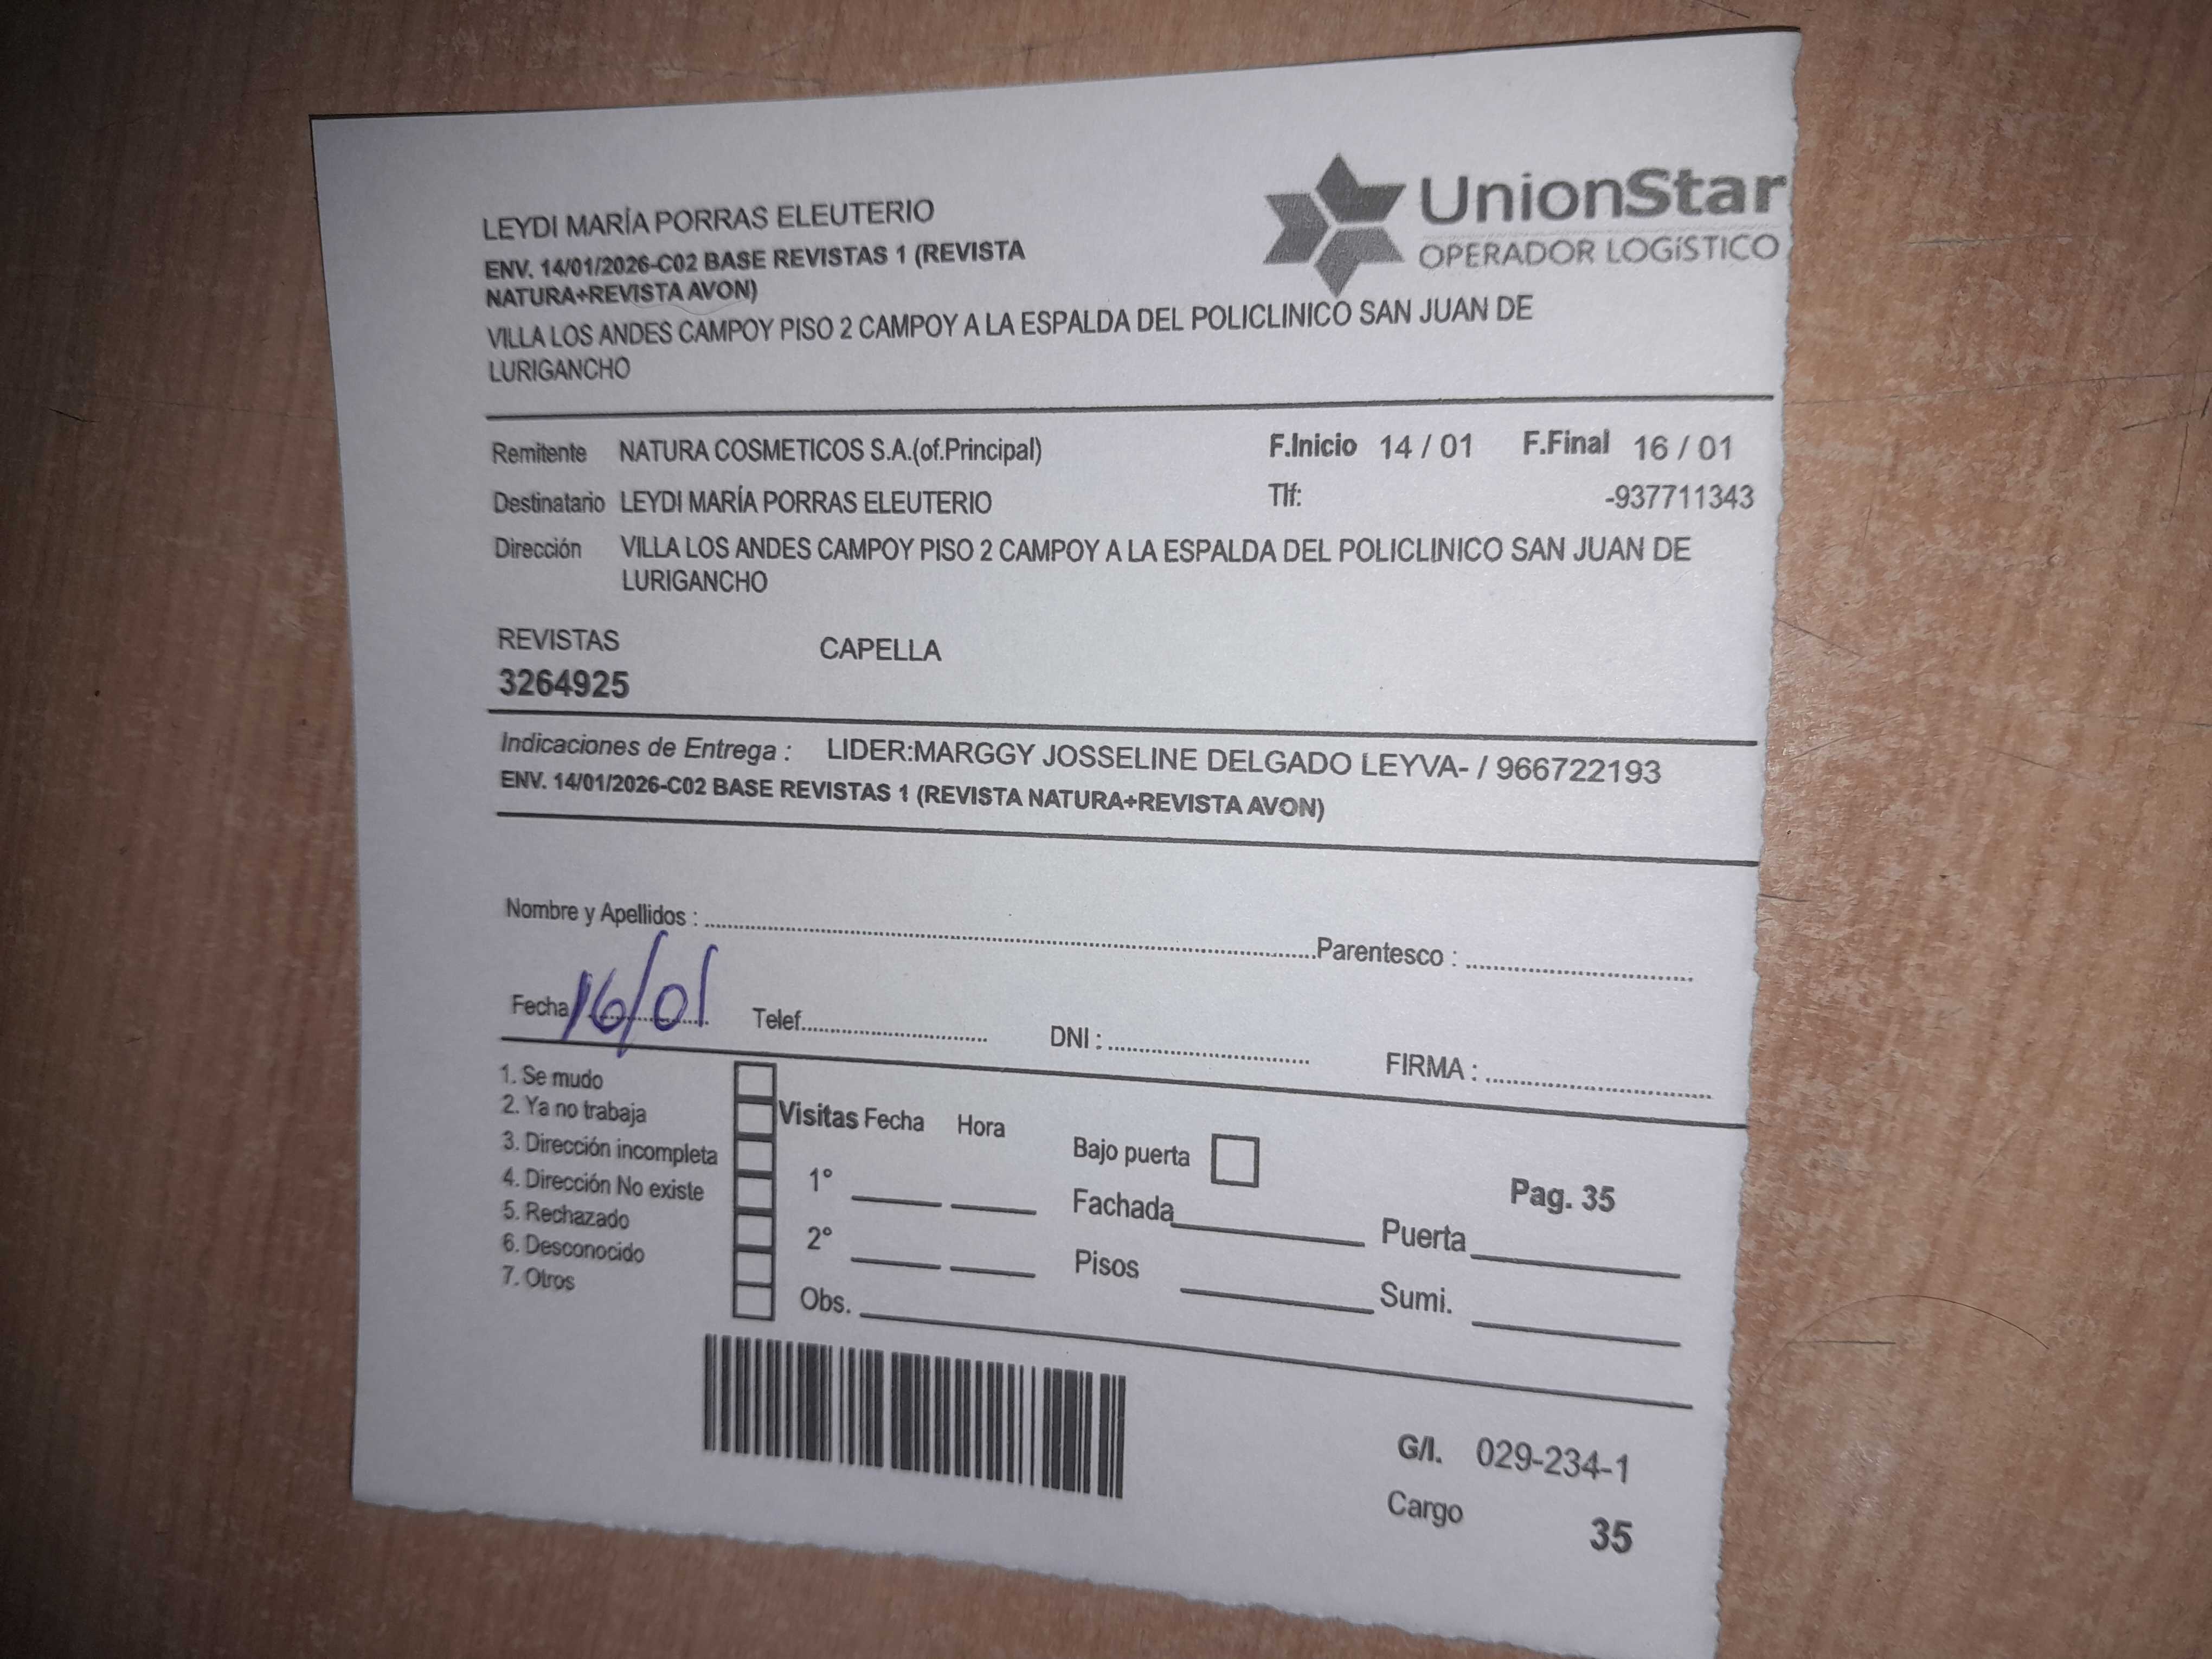 UnionStar
OPERADOR LOGÍSTICO
LEYDI MARÍA PORRAS ELEUTERIO
ENV. 14/01/2026-C02 BASE REVISTAS 1 (REVISTA
NATURA+REVISTA AVON)
VILLA LOS ANDES CAMPOY PISO 2 CAMPOY A LA ESPALDA DEL POLICLINICO SAN JUAN DE
LURIGANCHO
Remitente NATURA COSMETICOS S.A.(of.Principal) F.Inicio 14 / 01 F.Final 16 / 01
Destinatario LEYDI MARÍA PORRAS ELEUTERIO Tlf: -937711343
Dirección VILLA LOS ANDES CAMPOY PISO 2 CAMPOY A LA ESPALDA DEL POLICLINICO SAN JUAN DE
LURIGANCHO
REVISTAS CAPELLA
3264925
Indicaciones de Entrega : LIDER:MARGGY JOSSELINE DELGADO LEYVA- / 966722193
ENV. 14/01/2026-C02 BASE REVISTAS 1 (REVISTA NATURA+REVISTA AVON)
Nombre y Apellidos : Parentesco :
Fecha 16/01 Telef. DNI : FIRMA :
1. Se mudo
2. Ya no trabaja
3. Dirección incompleta
4. Dirección No existe
5. Rechazado
6. Desconocido
7. Otros
Visitas Fecha Hora
1°
2°
Obs.
Bajo puerta
Fachada
Pisos
Pag. 35
Puerta
Sumi.
G/I. 029-234-1
Cargo 35